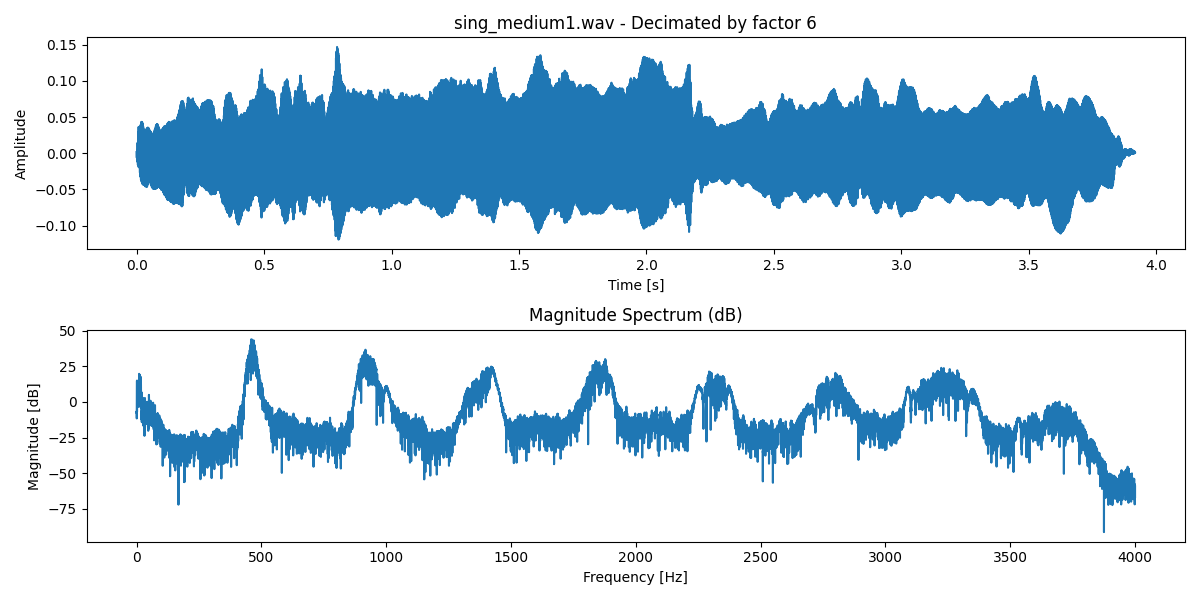 sing_medium1.wav - Decimated by factor 6
0.15
0.10
0.05
0.00
−0.05
−0.10
Amplitude
0.0 0.5 1.0 1.5 2.0 2.5 3.0 3.5 4.0
Time [s]
Magnitude Spectrum (dB)
50
25
0
−25
−50
−75
Magnitude [dB]
0 500 1000 1500 2000 2500 3000 3500 4000
Frequency [Hz]